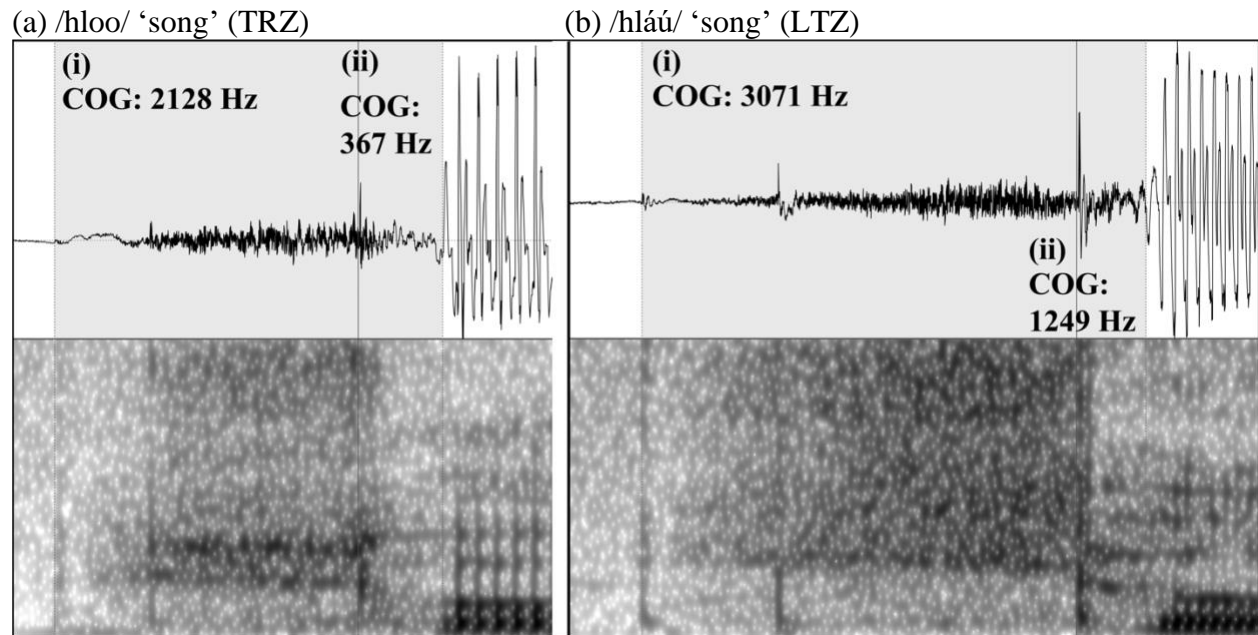 (a) /hloo/ ‘song’ (TRZ)
(i)
COG: 2128 Hz
(ii)
COG:
367 Hz
(b) /hláú/ ‘song’ (LTZ)
(i)
COG: 3071 Hz
(ii)
COG:
1249 Hz